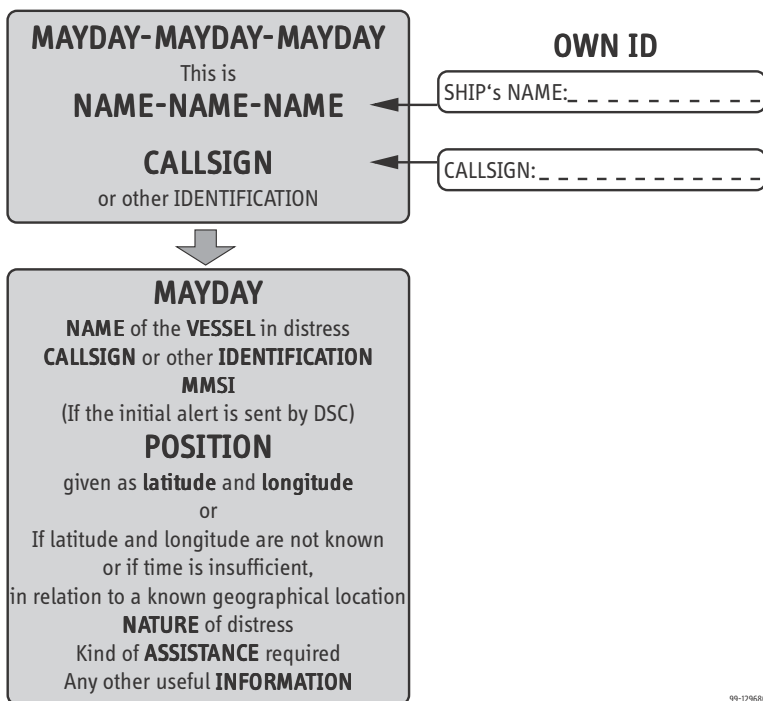 MAYDAY-MAYDAY-MAYDAY
This is
NAME-NAME-NAME
CALLSIGN
or other IDENTIFICATION
OWN ID
SHIP‘s NAME:_ _ _ _ _ _ _ _ _ _ _
CALLSIGN:_ _ _ _ _ _ _ _ _ _ _ _
MAYDAY
NAME of the VESSEL in distress
CALLSIGN or other IDENTIFICATION
MMSI
(If the initial alert is sent by DSC)
POSITION
given as latitude and longitude
or
If latitude and longitude are not known
or if time is insufficient,
in relation to a known geographical location
NATURE of distress
Kind of ASSISTANCE required
Any other useful INFORMATION